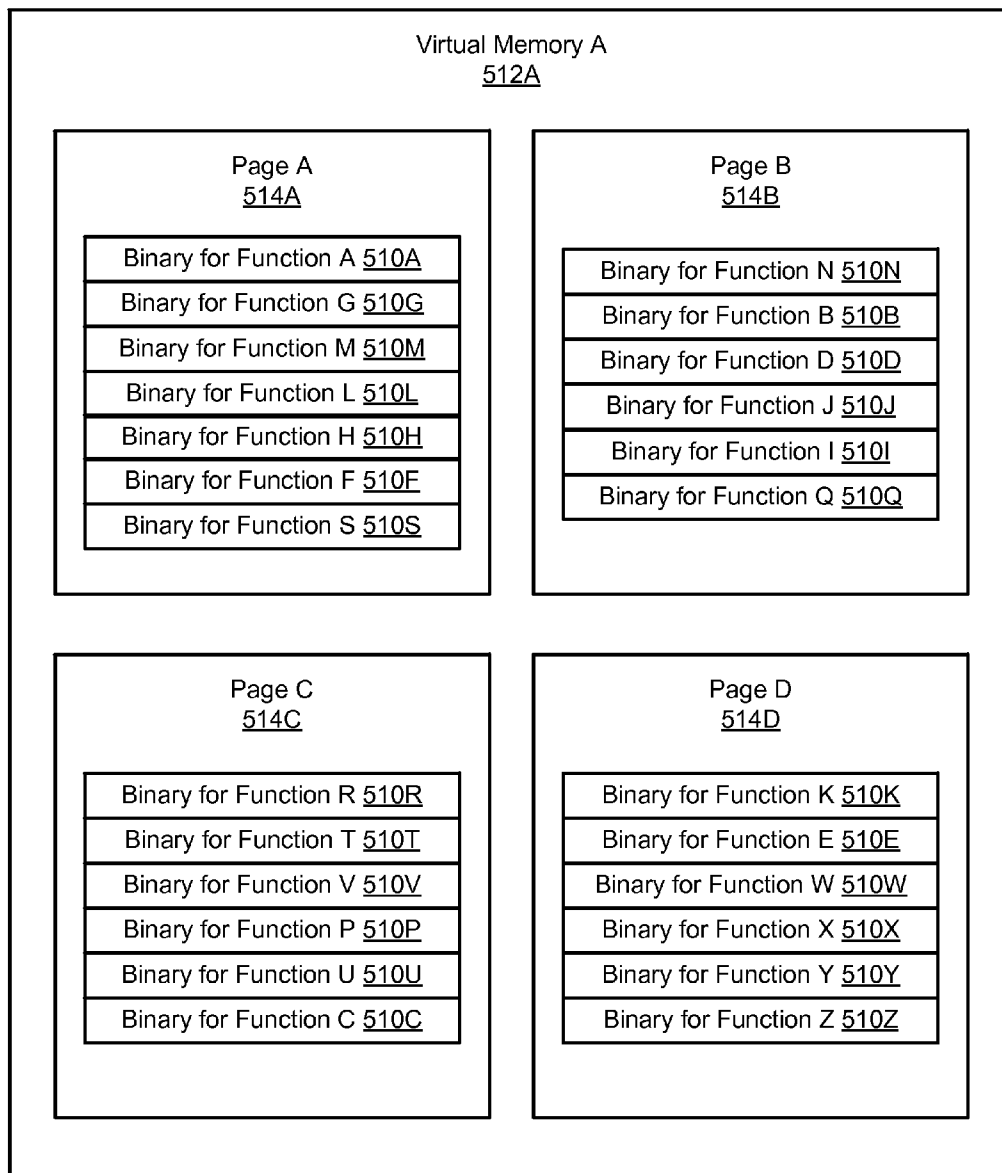 Virtual Memory A
512A
Page A
514A
Binary for Function A 510A
Binary for Function G 510G
Binary for Function M 510M
Binary for Function L 510L
Binary for Function H 510H
Binary for Function F 510F
Binary for Function S 510S
Page B
514B
Binary for Function N 510N
Binary for Function B 510B
Binary for Function D 510D
Binary for Function J 510J
Binary for Function I 510I
Binary for Function Q 510Q
Page C
514C
Binary for Function R 510R
Binary for Function T 510T
Binary for Function V 510V
Binary for Function P 510P
Binary for Function U 510U
Binary for Function C 510C
Page D
514D
Binary for Function K 510K
Binary for Function E 510E
Binary for Function W 510W
Binary for Function X 510X
Binary for Function Y 510Y
Binary for Function Z 510Z